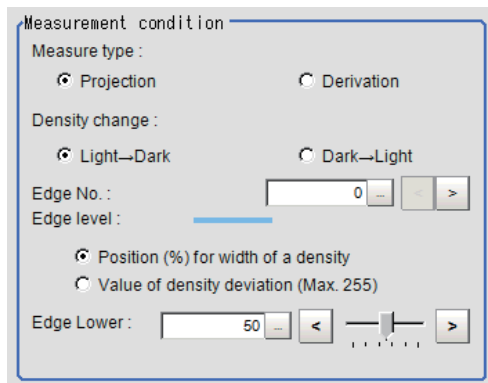 Measurement condition
Measure type :
Projection Derivation
Density change :
Light→Dark Dark→Light
Edge No. : 0 ... < >
Edge level :
Position (%) for width of a density
Value of density deviation (Max. 255)
Edge Lower : 50 ... < >